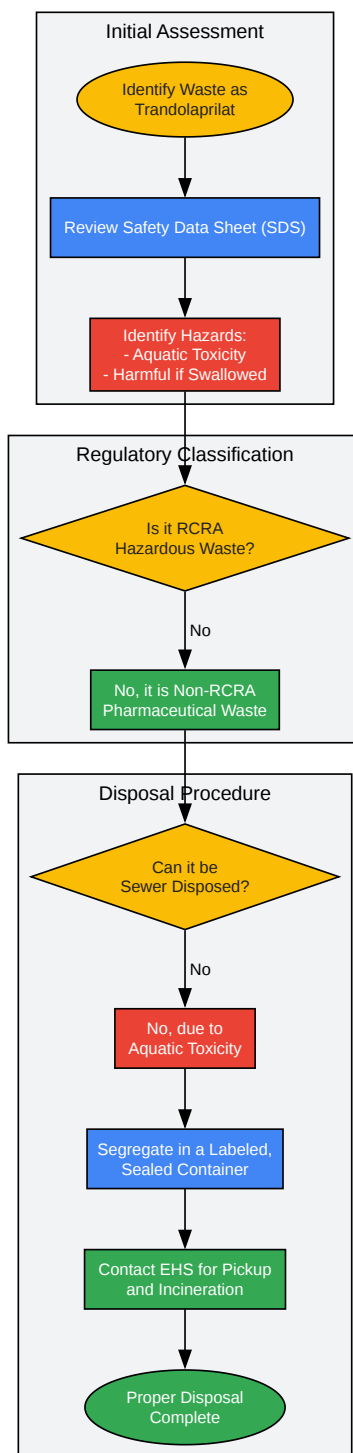 Initial Assessment
Identify Waste as
Trandolaprilat
Review Safety Data Sheet (SDS)
Identify Hazards:
- Aquatic Toxicity
- Harmful if Swallowed
Regulatory Classification
Is it RCRA
Hazardous Waste?
No
No, it is Non-RCRA
Pharmaceutical Waste
Disposal Procedure
Can it be
Sewer Disposed?
No
No, due to
Aquatic Toxicity
Segregate in a Labeled,
Sealed Container
Contact EHS for Pickup
and Incineration
Proper Disposal
Complete